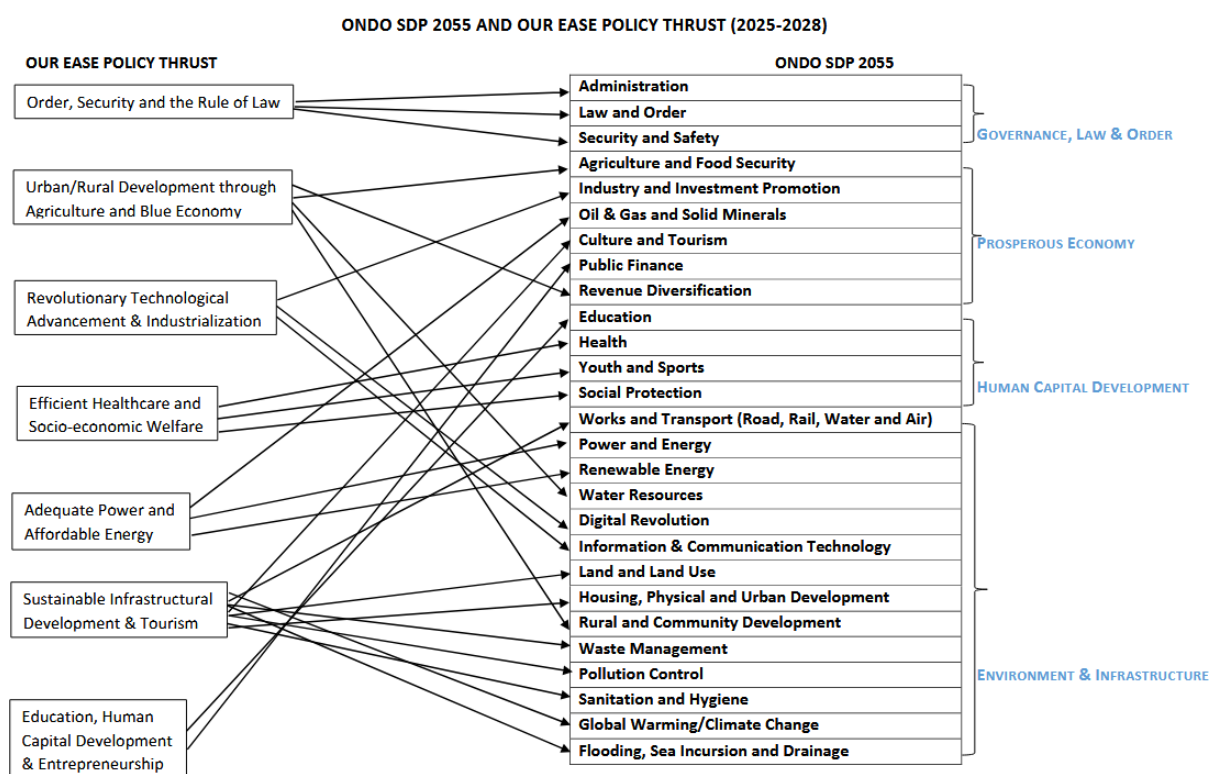 ONDO SDP 2055 AND OUR EASE POLICY THRUST (2025-2028)
OUR EASE POLICY THRUST
ONDO SDP 2055
Order, Security and the Rule of Law
Urban/Rural Development through
Agriculture and Blue Economy
Revolutionary Technological
Advancement & Industrialization
Efficient Healthcare and
Socio-economic Welfare
Adequate Power and
Affordable Energy
Sustainable Infrastructural
Development & Tourism
Education, Human
Capital Development
& Entrepreneurship
Administration
Law and Order
Security and Safety
Agriculture and Food Security
Industry and Investment Promotion
Oil & Gas and Solid Minerals
Culture and Tourism
Public Finance
Revenue Diversification
Education
Health
Youth and Sports
Social Protection
Works and Transport (Road, Rail, Water and Air)
Power and Energy
Renewable Energy
Water Resources
Digital Revolution
Information & Communication Technology
Land and Land Use
Housing, Physical and Urban Development
Rural and Community Development
Waste Management
Pollution Control
Sanitation and Hygiene
Global Warming/Climate Change
Flooding, Sea Incursion and Drainage
GOVERNANCE, LAW & ORDER
PROSPEROUS ECONOMY
HUMAN CAPITAL DEVELOPMENT
ENVIRONMENT & INFRASTRUCTURE